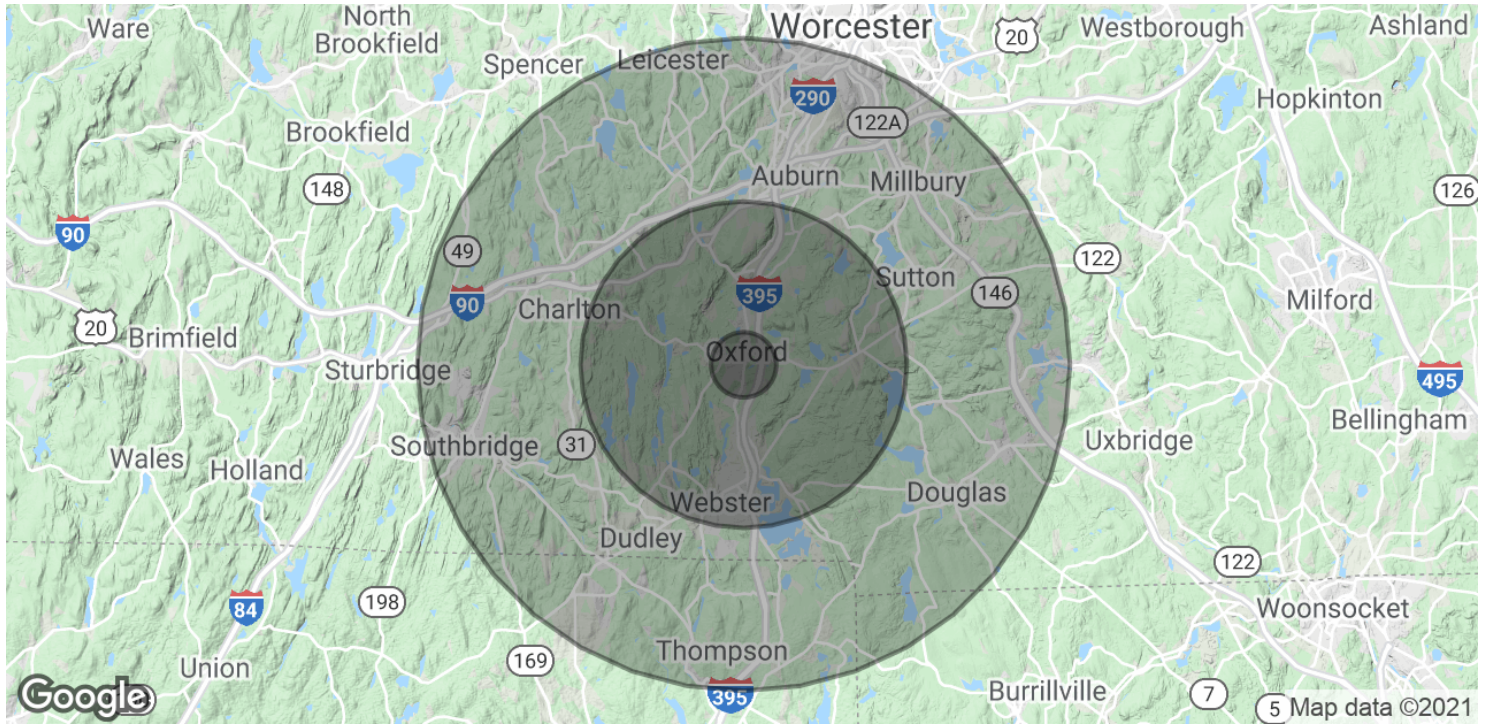 Ware
North
Brookfield
Spencer
Leicester
Worcester
20
Westborough
Ashland
290
Hopkinton
Brookfield
122A
148
Auburn
Millbury
126
90
49
122
Sutton
90
Charlton
395
146
Milford
20
Brimfield
Oxford
Sturbridge
495
Bellingham
Southbridge
31
Uxbridge
Wales
Holland
Webster
Douglas
Dudley
122
84
198
Woonsocket
Union
169
Thompson
395
Burrillville
7
5
Google
Map data ©2021